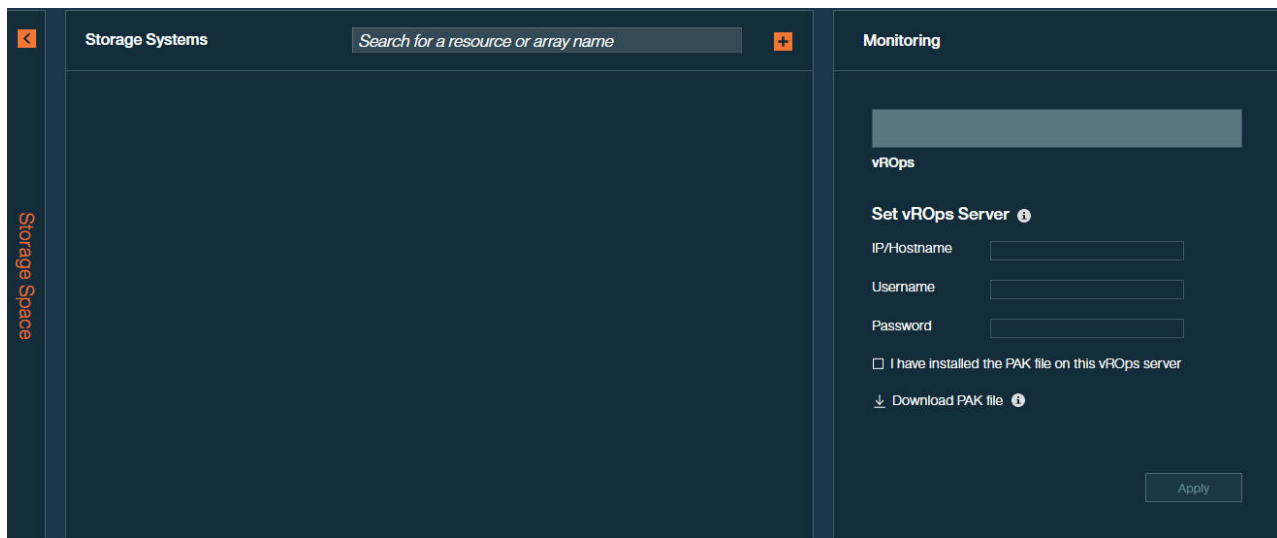 Storage Space
Storage Systems
Search for a resource or array name
Monitoring
vROps
Set vROps Server
IP/Hostname
Username
Password
I have installed the PAK file on this vROps server
Download PAK file
Apply